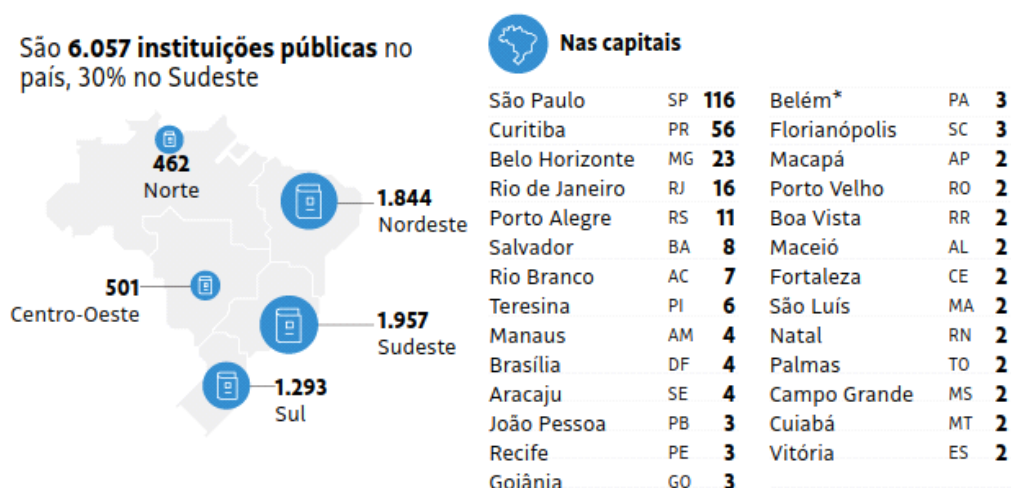 São 6.057 instituições públicas no
país, 30% no Sudeste
462
Norte
1.844
Nordeste
501
Centro-Oeste
1.957
Sudeste
1.293
Sul
Nas capitais
São Paulo SP 116
Curitiba PR 56
Belo Horizonte MG 23
Rio de Janeiro RJ 16
Porto Alegre RS 11
Salvador BA 8
Rio Branco AC 7
Teresina PI 6
Manaus AM 4
Brasília DF 4
Aracaju SE 4
João Pessoa PB 3
Recife PE 3
Goiânia GO 3
Belém* PA 3
Florianópolis SC 3
Macapá AP 2
Porto Velho RO 2
Boa Vista RR 2
Maceió AL 2
Fortaleza CE 2
São Luís MA 2
Natal RN 2
Palmas TO 2
Campo Grande MS 2
Cuiabá MT 2
Vitória ES 2